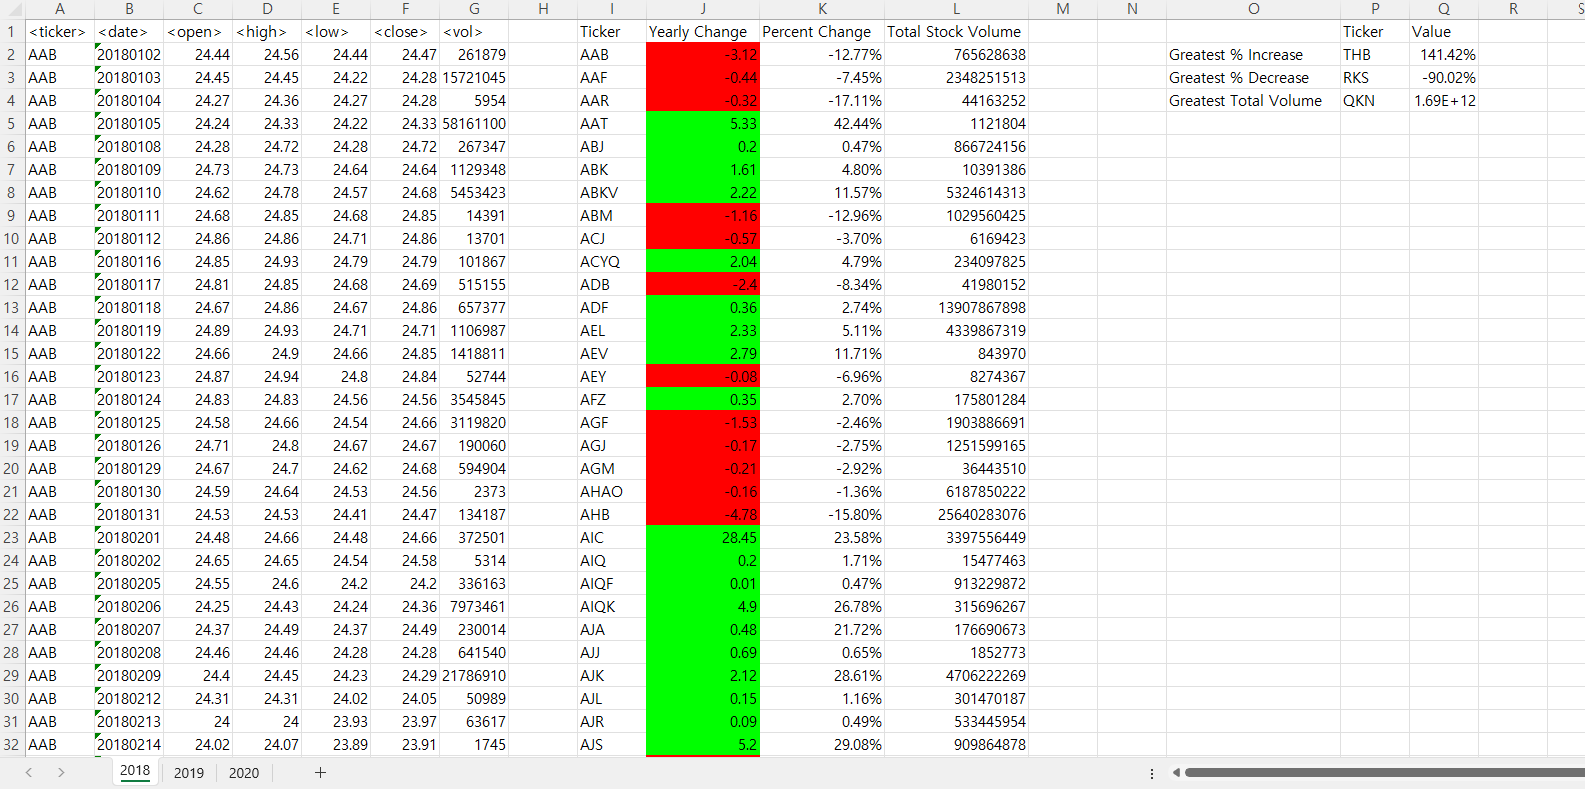 A B C D E F G H I J K L M N O P Q R S
1 <ticker> <date> <open> <high> <low> <close> <vol> Ticker Yearly Change Percent Change Total Stock Volume Ticker Value
2 AAB 20180102 24.44 24.56 24.44 24.47 261879 AAB -3.12 -12.77% 765628638 Greatest % Increase THB 141.42%
3 AAB 20180103 24.45 24.45 24.22 24.28 15721045 AAF -0.44 -7.45% 2348251513 Greatest % Decrease RKS -90.02%
4 AAB 20180104 24.27 24.36 24.27 24.28 5954 AAR -0.32 -17.11% 44163252 Greatest Total Volume QKN 1.69E+12
5 AAB 20180105 24.24 24.33 24.22 24.33 58161100 AAT 5.33 42.44% 1121804
6 AAB 20180108 24.28 24.72 24.28 24.72 267347 ABJ 0.2 0.47% 866724156
7 AAB 20180109 24.73 24.73 24.64 24.64 1129348 ABK 1.61 4.80% 10391386
8 AAB 20180110 24.62 24.78 24.57 24.68 5453423 ABKV 2.22 11.57% 5324614313
9 AAB 20180111 24.68 24.85 24.68 24.85 14391 ABM -1.16 -12.96% 1029560425
10 AAB 20180112 24.86 24.86 24.71 24.86 13701 ACJ -0.57 -3.70% 6169423
11 AAB 20180116 24.85 24.93 24.79 24.79 101867 ACYQ 2.04 4.79% 234097825
12 AAB 20180117 24.81 24.85 24.68 24.69 515155 ADB -2.4 -8.34% 41980152
13 AAB 20180118 24.67 24.86 24.67 24.86 657377 ADF 0.36 2.74% 13907867898
14 AAB 20180119 24.89 24.93 24.71 24.71 1106987 AEL 2.33 5.11% 4339867319
15 AAB 20180122 24.66 24.9 24.66 24.85 1418811 AEV 2.79 11.71% 843970
16 AAB 20180123 24.87 24.94 24.8 24.84 52744 AEY -0.08 -6.96% 8274367
17 AAB 20180124 24.83 24.83 24.56 24.56 3545845 AFZ 0.35 2.70% 175801284
18 AAB 20180125 24.58 24.66 24.54 24.66 3119820 AGF -1.53 -2.46% 1903886691
19 AAB 20180126 24.71 24.8 24.67 24.67 190060 AGJ -0.17 -2.75% 1251599165
20 AAB 20180129 24.67 24.7 24.62 24.68 594904 AGM -0.21 -2.92% 36443510
21 AAB 20180130 24.59 24.64 24.53 24.56 2373 AHAO -0.16 -1.36% 6187850222
22 AAB 20180131 24.53 24.53 24.41 24.47 134187 AHB -4.78 -15.80% 25640283076
23 AAB 20180201 24.48 24.66 24.48 24.66 372501 AIC 28.45 23.58% 3397556449
24 AAB 20180202 24.65 24.65 24.54 24.58 5314 AIQ 0.2 1.71% 15477463
25 AAB 20180205 24.55 24.6 24.2 24.2 336163 AIQF 0.01 0.47% 913229872
26 AAB 20180206 24.25 24.43 24.24 24.36 7973461 AIQK 4.9 26.78% 315696267
27 AAB 20180207 24.37 24.49 24.37 24.49 230014 AJA 0.48 21.72% 176690673
28 AAB 20180208 24.46 24.46 24.28 24.28 641540 AJJ 0.69 0.65% 1852773
29 AAB 20180209 24.4 24.45 24.23 24.29 21786910 AJK 2.12 28.61% 4706222269
30 AAB 20180212 24.31 24.31 24.02 24.05 50989 AJL 0.15 1.16% 301470187
31 AAB 20180213 24 24 23.93 23.97 63617 AJR 0.09 0.49% 533445954
32 AAB 20180214 24.02 24.07 23.89 23.91 1745 AJS 5.2 29.08% 909864878
2018 2019 2020